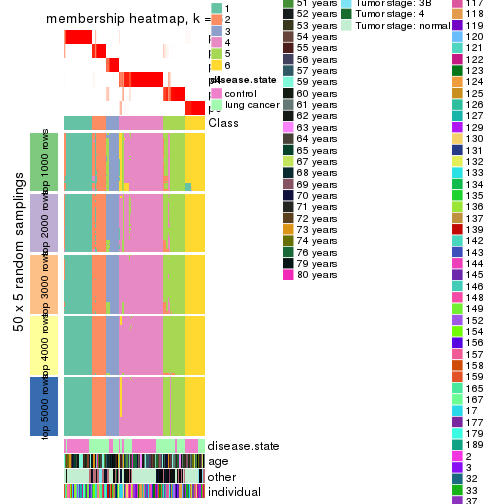 membership heatmap, k =
1
2
3
4
5
6
disease.state
control
lung cancer
Class
50 x 5 random samplings
top 1000 rows
top 2000 rows
top 3000 rows
top 4000 rows
top 5000 rows
disease.state
age
other
individual
51 years
52 years
53 years
54 years
55 years
56 years
57 years
59 years
60 years
61 years
62 years
63 years
64 years
65 years
67 years
68 years
69 years
70 years
71 years
72 years
73 years
74 years
76 years
79 years
80 years
Tumor stage: 3B
Tumor stage: 4
Tumor stage: normal
117
118
119
120
121
122
123
124
125
126
127
129
130
131
132
133
134
135
136
137
139
142
143
144
145
146
148
149
152
154
156
157
158
159
165
167
17
177
179
189
2
3
32
33
37